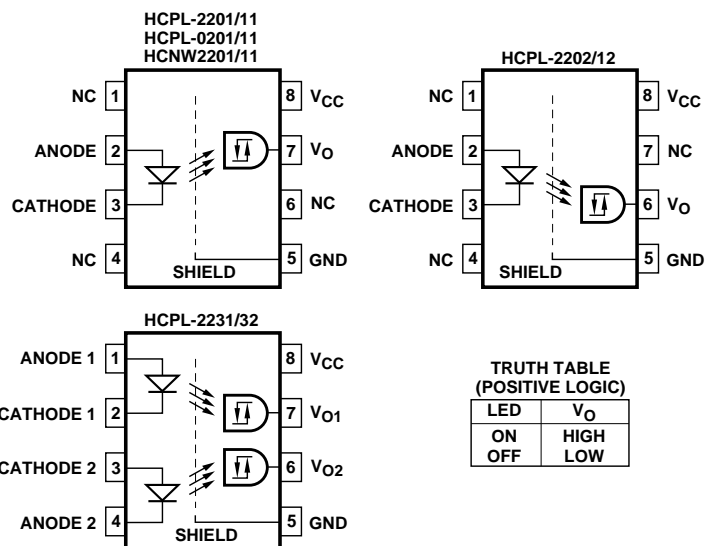 HCPL-2201/11
HCPL-0201/11
HCNW2201/11
NC 1
8 VCC
ANODE 2
7 VO
CATHODE 3
6 NC
NC 4
5 GND
SHIELD
HCPL-2202/12
NC 1
8 VCC
ANODE 2
7 NC
CATHODE 3
6 VO
NC 4
5 GND
SHIELD
HCPL-2231/32
ANODE 1 1
8 VCC
CATHODE 1 2
7 VO1
CATHODE 2 3
6 VO2
ANODE 2 4
5 GND
SHIELD
TRUTH TABLE
(POSITIVE LOGIC)
LED VO
ON HIGH
OFF LOW